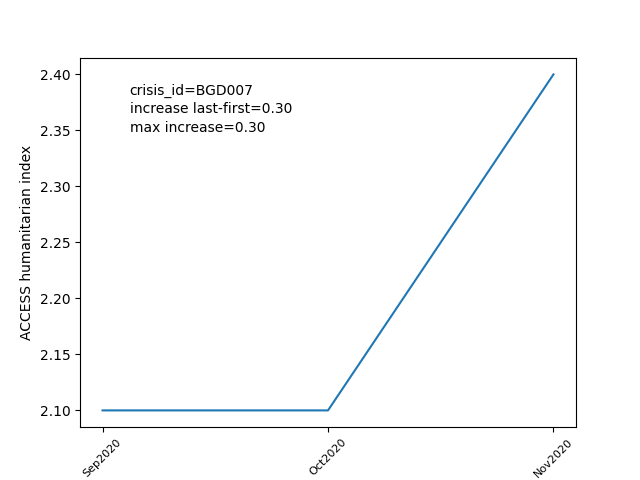 crisis_id=BGD007
increase last-first=0.30
max increase=0.30
ACCESS humanitarian index
2.40
2.35
2.30
2.25
2.20
2.15
2.10
Sep2020
Oct2020
Nov2020